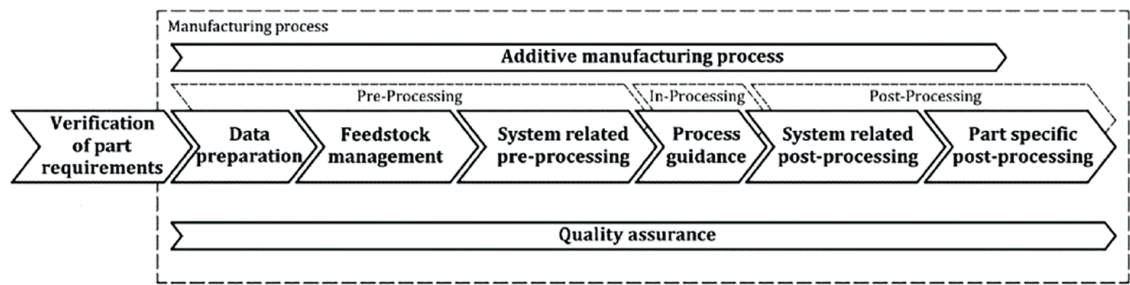 Manufacturing process
Additive manufacturing process
Pre-Processing
In-Processing
Post-Processing
Verification
of part
requirements
Data
preparation
Feedstock
management
System related
pre-processing
Process
guidance
System related
post-processing
Part specific
post-processing
Quality assurance